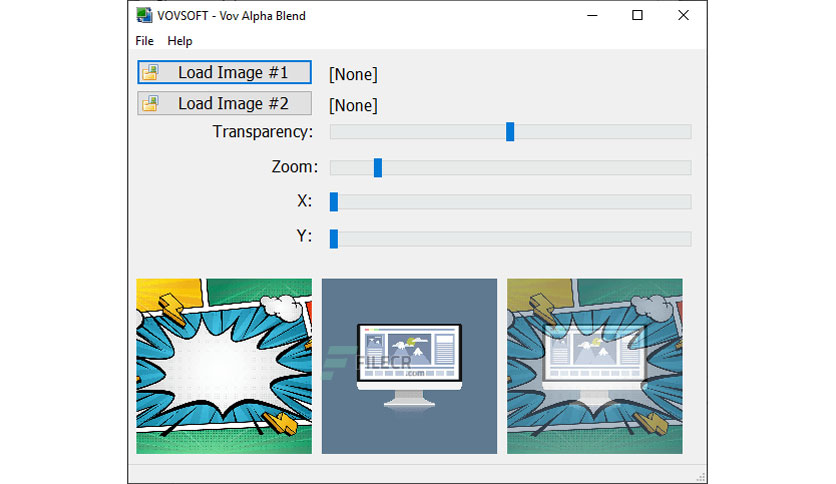 VOVSOFT - Vov Alpha Blend
File Help
Load Image #1 [None]
Load Image #2 [None]
Transparency:
Zoom:
X:
Y:
FILECR
.com